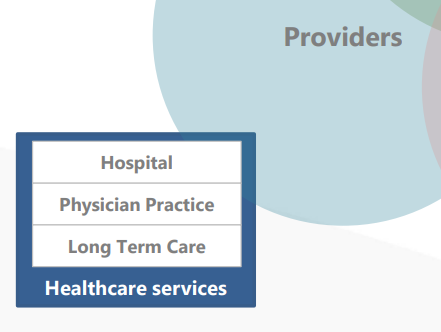 Providers
Hospital
Physician Practice
Long Term Care
Healthcare services